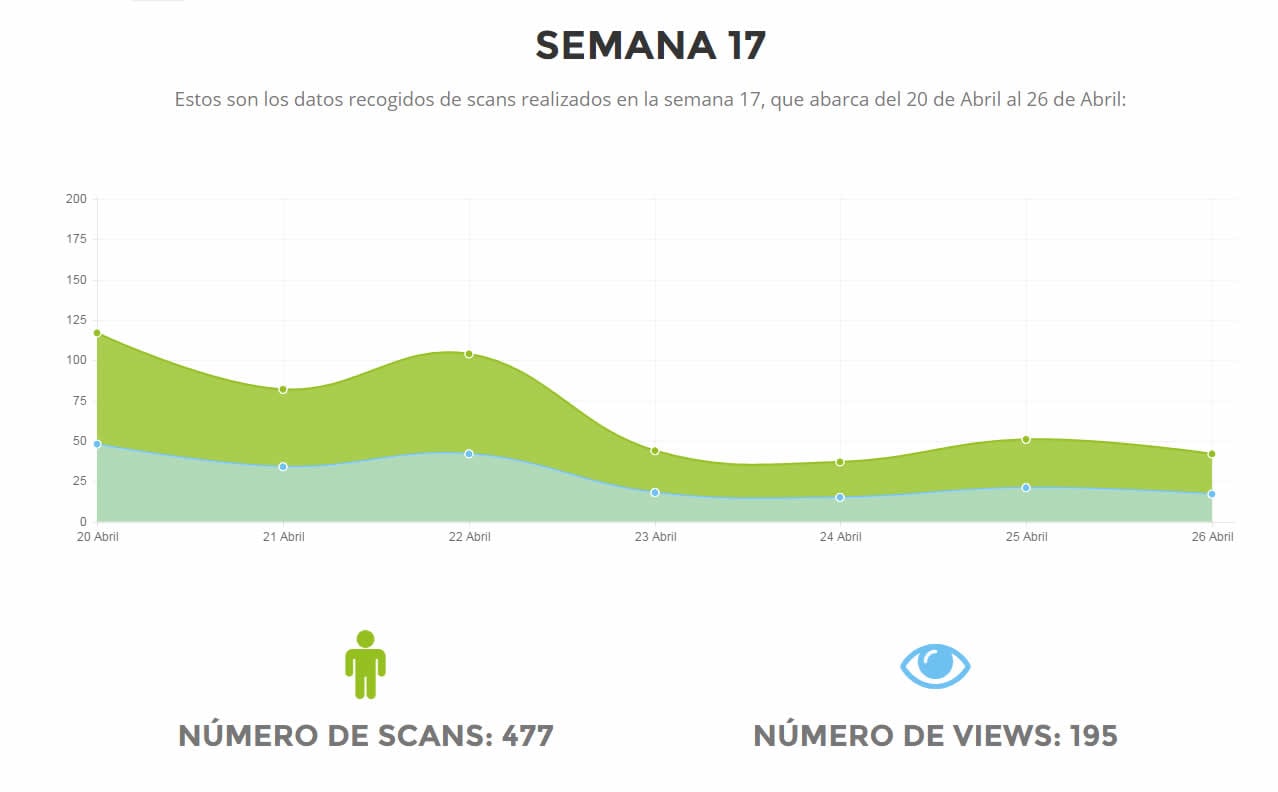 SEMANA 17
Estos son los datos recogidos de scans realizados en la semana 17, que abarca del 20 de Abril al 26 de Abril:
200
175
150
125
100
75
50
25
0
20 Abril
21 Abril
22 Abril
23 Abril
24 Abril
25 Abril
26 Abril
NÚMERO DE SCANS: 477
NÚMERO DE VIEWS: 195